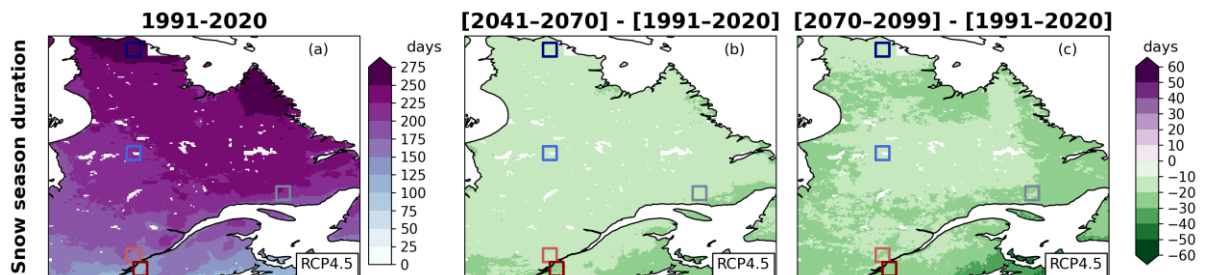 1991-2020
[2041–2070] - [1991–2020]
[2070–2099] - [1991–2020]
Snow season duration
(a)
days
275
250
225
200
175
150
125
100
75
50
25
0
RCP4.5
(b)
RCP4.5
(c)
days
60
50
40
30
20
10
0
−10
−20
−30
−40
−50
−60
RCP4.5